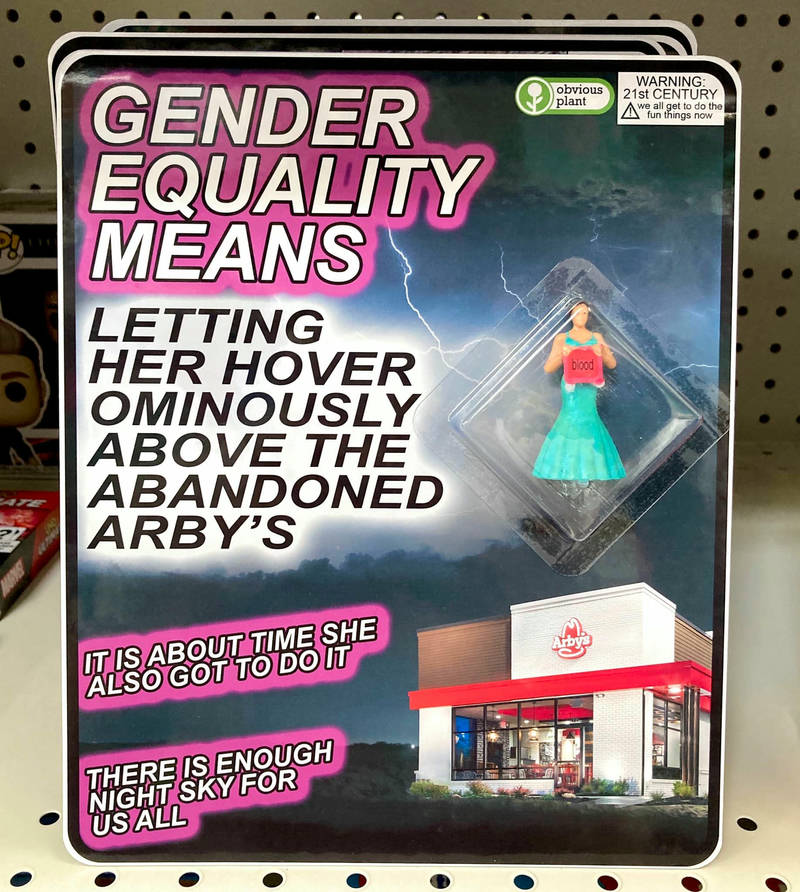 GENDER
EQUALITY
MEANS
LETTING
HER HOVER
OMINOUSLY
ABOVE THE
ABANDONED
ARBY'S
IT IS ABOUT TIME SHE
ALSO GOT TO DO IT
THERE IS ENOUGH
NIGHT SKY FOR
US ALL
obvious
plant
WARNING:
21st CENTURY
we all get to do the
fun things now
blood
Arby's
P!
MARVEL